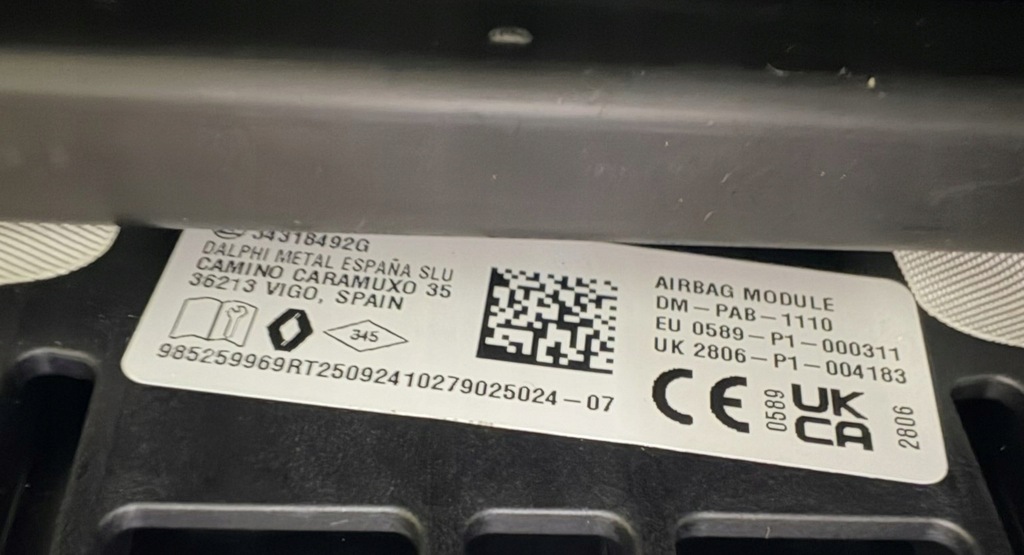 34318492G
DALPHI METAL ESPAÑA SLU
CAMINO CARAMUXO 35
36213 VIGO, SPAIN
345
985259969RT25092410279025024-07
AIRBAG MODULE
DM-PAB-1110
EU 0589-P1-000311
UK 2806-P1-004183
CE 0589
UK
CA
2806